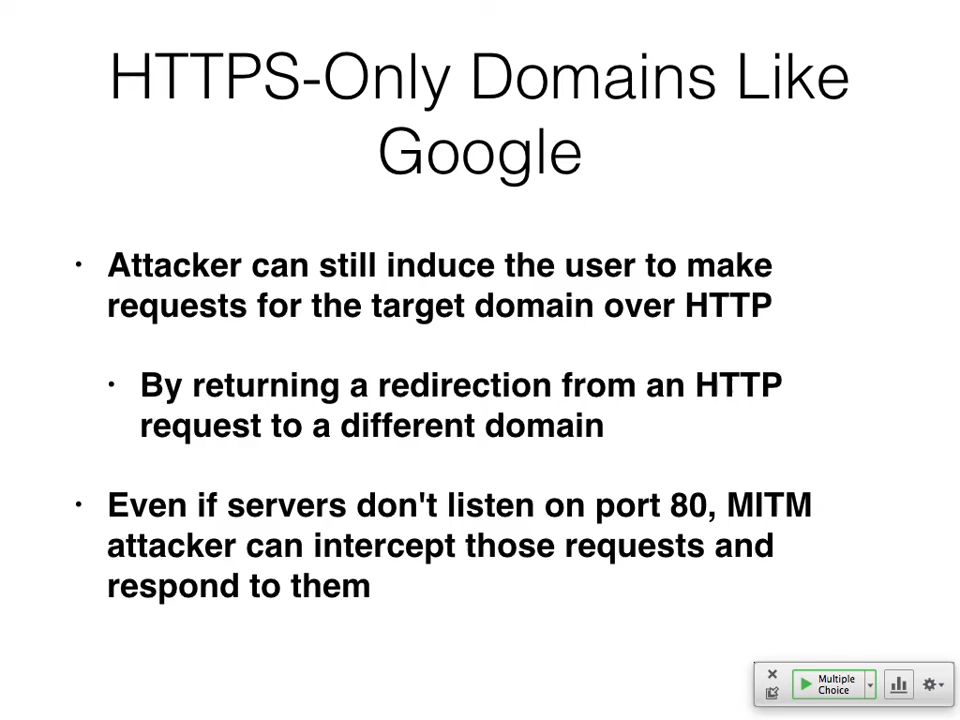 HTTPS-Only Domains Like
Google
• Attacker can still induce the user to make
requests for the target domain over HTTP
• By returning a redirection from an HTTP
request to a different domain
• Even if servers don't listen on port 80, MITM
attacker can intercept those requests and
respond to them
Multiple
Choice